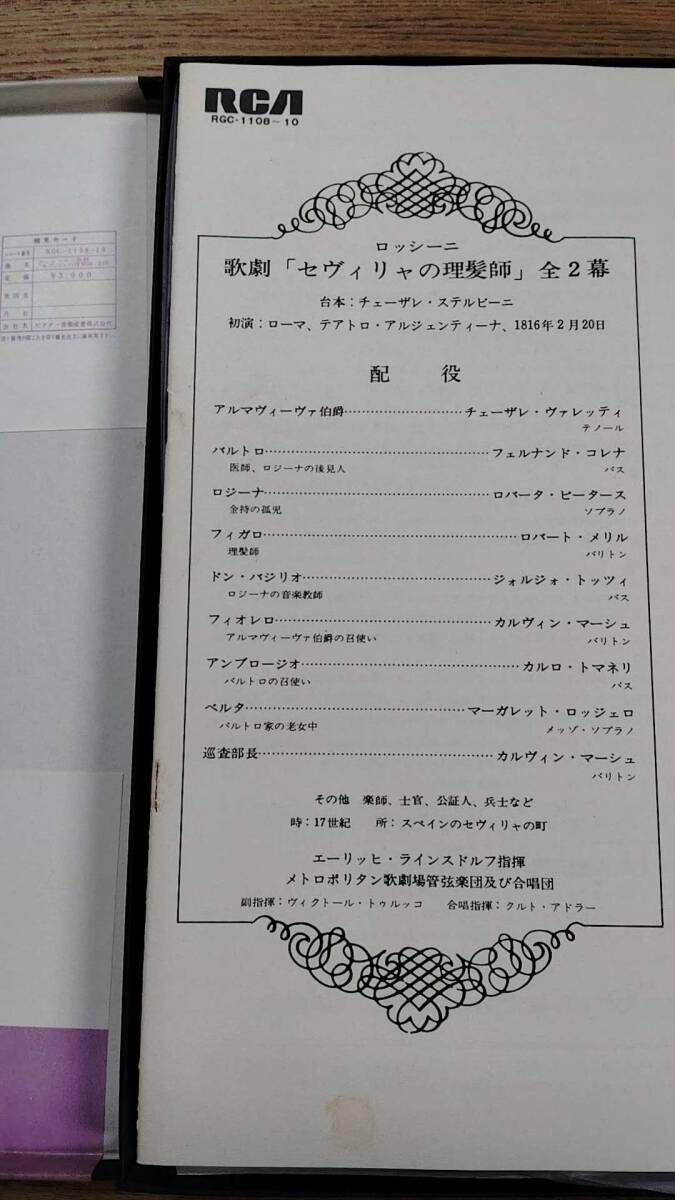 RCA
RGC-1108~10
ロッシーニ
歌劇「セヴィリャの理髪師」全2幕
台本：チェーザレ・ステルビーニ
初演：ローマ、テアトロ・アルジェンティーナ、1816年2月20日
配役
アルマヴィーヴァ伯爵…………………チェーザレ・ヴァレッティ
テノール
バルトロ…………………フェルナンド・コレナ
医師、ロジーナの後見人 バス
ロジーナ…………………ロバータ・ピータース
金持の孤児 ソプラノ
フィガロ…………………ロバート・メリル
理髪師 バリトン
ドン・バジリオ…………………ジォルジォ・トッツィ
ロジーナの音楽教師 バス
フィオレロ…………………カルヴィン・マーシュ
アルマヴィーヴァ伯爵の召使い バリトン
アンブロージオ…………………カルロ・トマネリ
バルトロの召使い バス
ベルタ…………………マーガレット・ロッジェロ
バルトロ家の老女中 メッゾ・ソプラノ
巡査部長…………………カルヴィン・マーシュ
バリトン
その他 楽師、士官、公証人、兵士など
時：17世紀 所：スペインのセヴィリャの町
エーリッヒ・ラインスドルフ指揮
メトロポリタン歌劇場管弦楽団及び合唱団
副指揮：ヴィクトール・トゥルッコ 合唱指揮：クルト・アドラー
RGC-1108-10
¥5,900